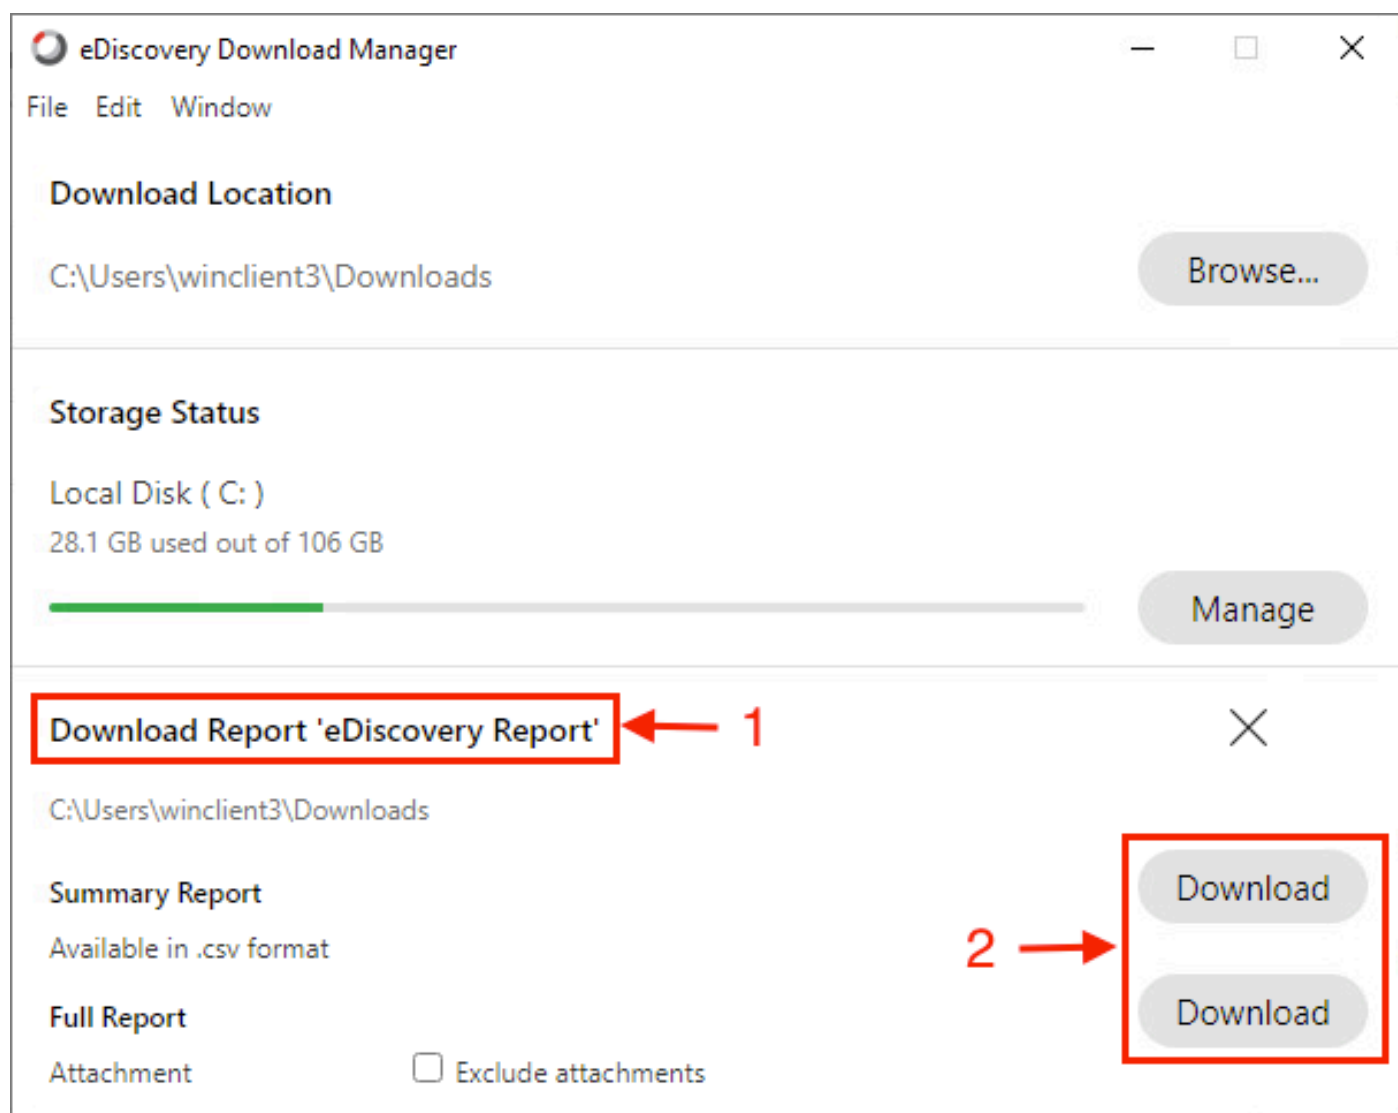 eDiscovery Download Manager
File Edit Window
Download Location
C:\Users\winclient3\Downloads
Browse...
Storage Status
Local Disk ( C: )
28.1 GB used out of 106 GB
Manage
Download Report 'eDiscovery Report'
1
C:\Users\winclient3\Downloads
Summary Report
Download
Available in .csv format
2
Full Report
Download
Attachment Exclude attachments